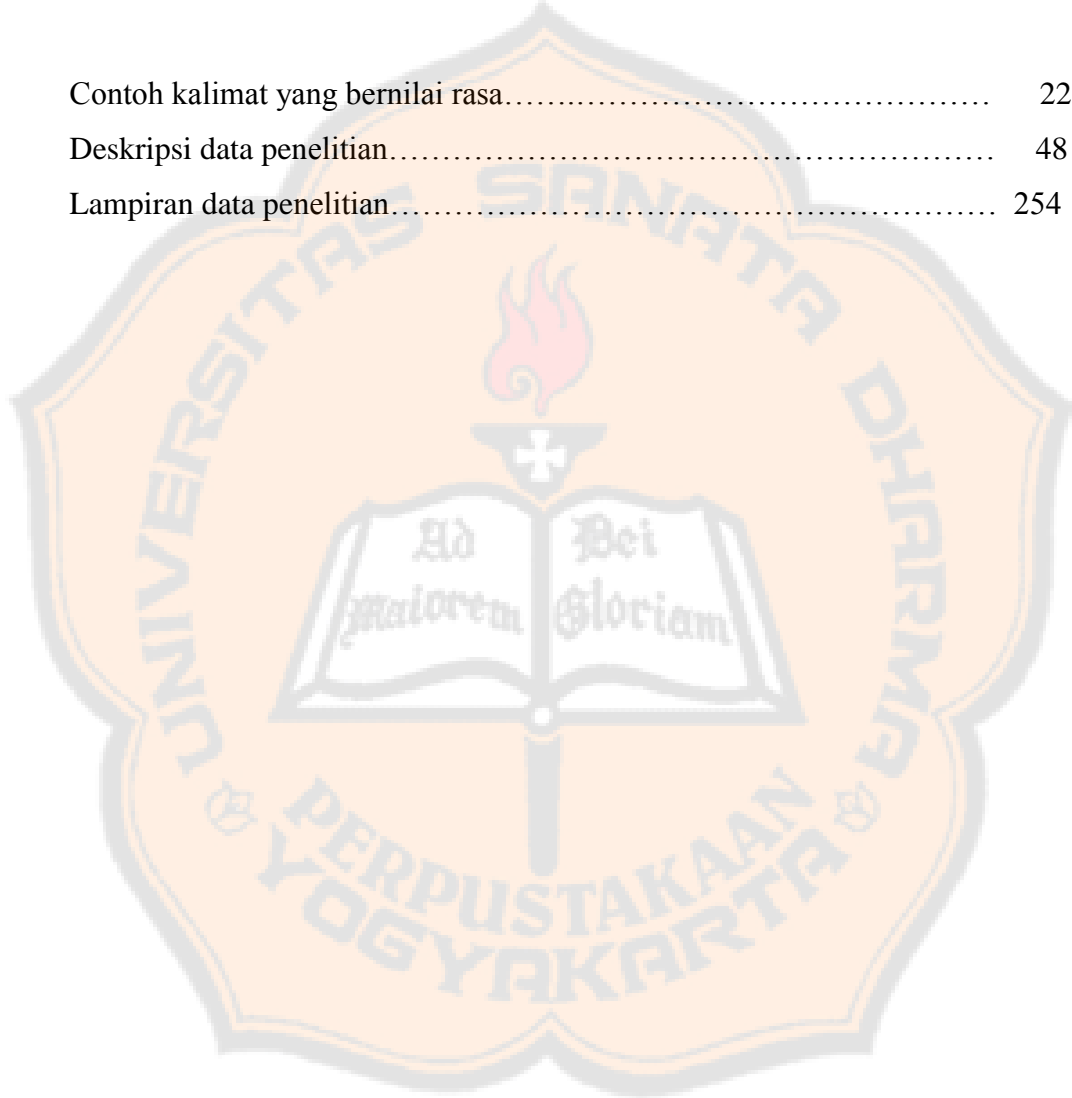 Contoh kalimat yang bernilai rasa…………………………………………… 22
Deskripsi data penelitian…………………………………………………… 48
Lampiran data penelitian…………………………………………………… 254
UNIVERSITAS SANATA DHARMA
Ad Maiorem
Dei Gloriam
PERPUSTAKAAN
YOGYAKARTA